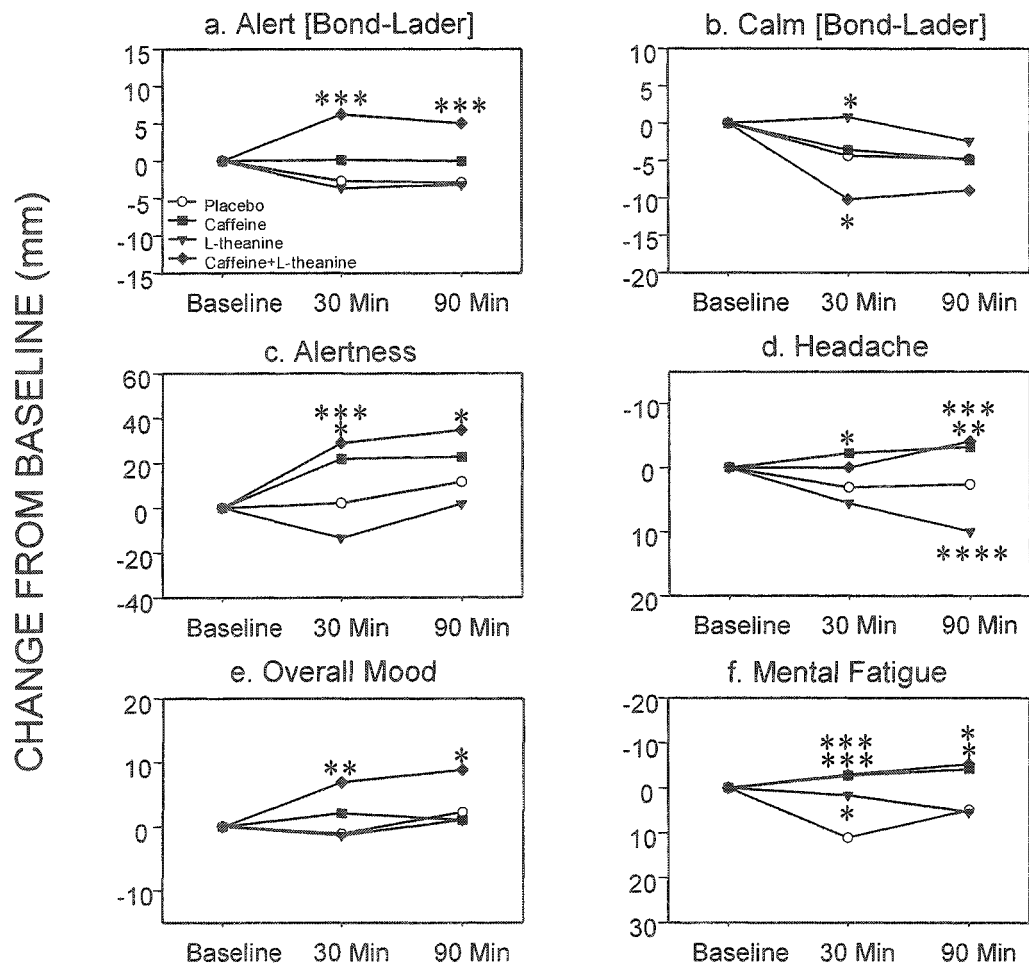 CHANGE FROM BASELINE (mm)
a. Alert [Bond-Lader]
15
10
5
0
-5
-10
-15
*** ***
Placebo
Caffeine
L-theanine
Caffeine+L-theanine
Baseline 30 Min 90 Min
b. Calm [Bond-Lader]
10
5
0
-5
-10
-15
-20
*
*
Baseline 30 Min 90 Min
c. Alertness
60
40
20
0
-20
-40
*** *
*
Baseline 30 Min 90 Min
d. Headache
-10
0
10
20
***
* **
****
Baseline 30 Min 90 Min
e. Overall Mood
20
10
0
-10
** *
Baseline 30 Min 90 Min
f. Mental Fatigue
-20
-10
0
10
20
30
*** *
*** *
*
Baseline 30 Min 90 Min